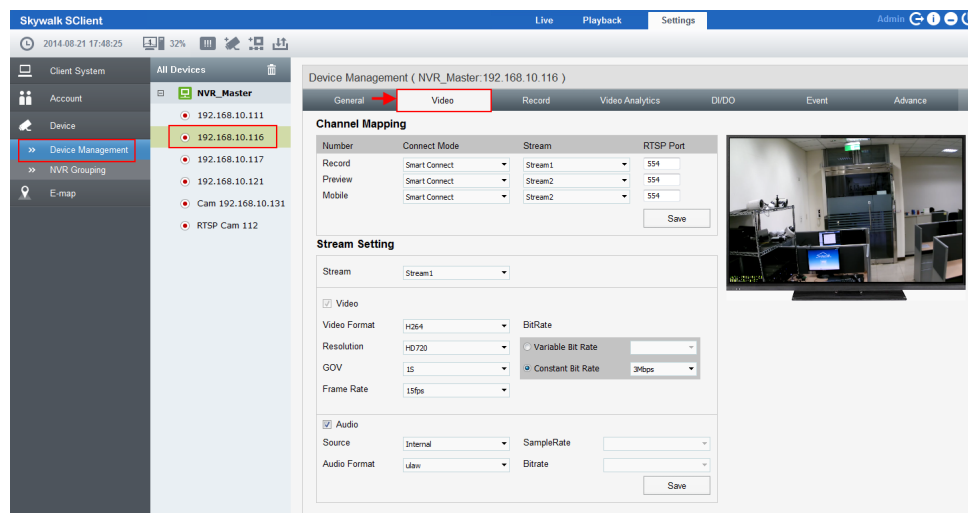 Skywalk SClient
Live Playback Settings
Admin
2014-08-21 17:48:25 32%
Client System
Account
Device
Device Management
NVR Grouping
E-map
All Devices
NVR_Master
192.168.10.111
192.168.10.116
192.168.10.117
192.168.10.121
Cam 192.168.10.131
RTSP Cam 112
Device Management ( NVR_Master:192.168.10.116 )
General Video Record Video Analytics DI/DO Event Advance
Channel Mapping
Number Connect Mode Stream RTSP Port
Record Smart Connect Stream1 554
Preview Smart Connect Stream2 554
Mobile Smart Connect Stream2 554
Save
Stream Setting
Stream Stream1
Video
Video Format H264 BitRate
Resolution HD720 Variable Bit Rate
GOV 1S Constant Bit Rate 3Mbps
Frame Rate 15fps
Audio
Source Internal SampleRate
Audio Format ulaw Bitrate
Save